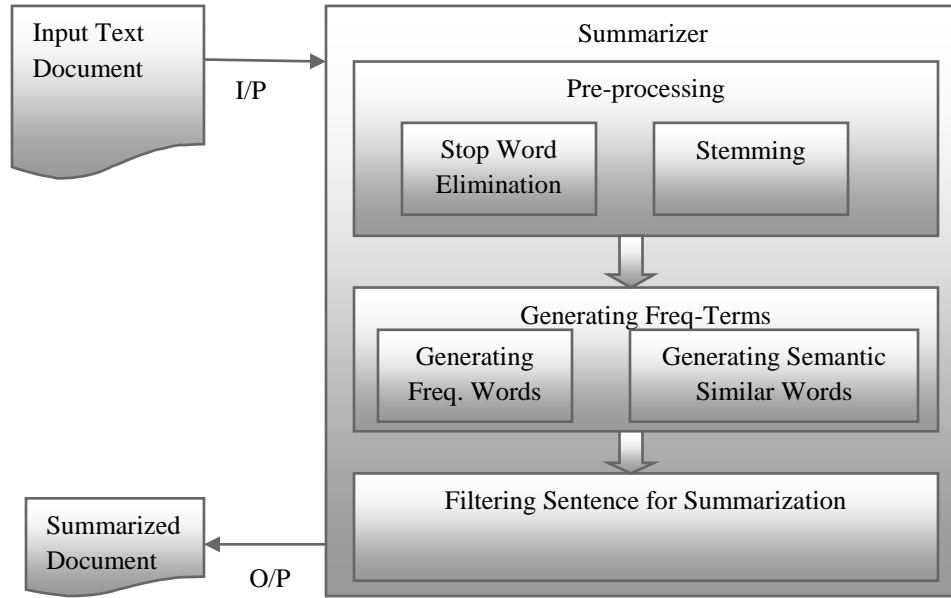 Input Text
Document
I/P
Summarizer
Pre-processing
Stop Word
Elimination
Stemming
Generating Freq-Terms
Generating
Freq. Words
Generating Semantic
Similar Words
Filtering Sentence for Summarization
Summarized
Document
O/P